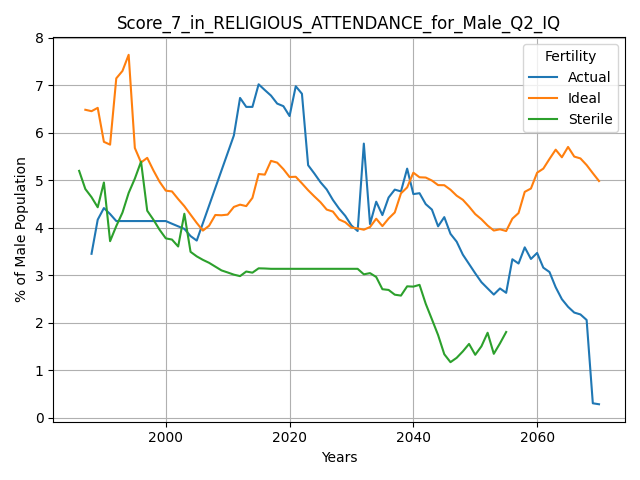 Score_7_in_RELIGIOUS_ATTENDANCE_for_Male_Q2_IQ
Fertility
Actual
Ideal
Sterile
% of Male Population
8
7
6
5
4
3
2
1
0
2000 2020 2040 2060
Years